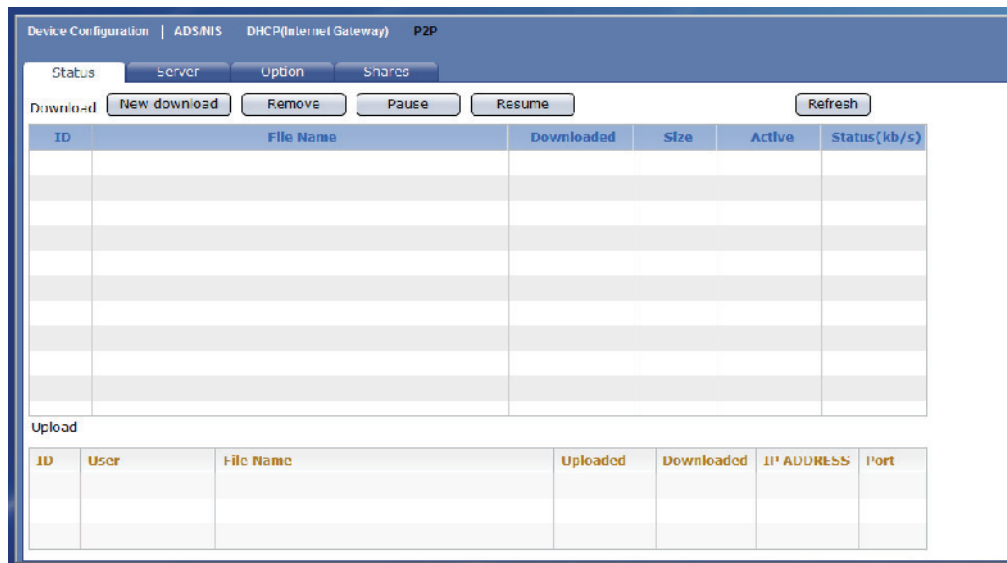 Device Configuration | ADS/NIS DHCP(Internet Gateway) P2P
Status Server Option Shares
Download New download Remove Pause Resume Refresh
ID File Name Downloaded Size Active Status(kb/s)
Upload
ID User File Name Uploaded Downloaded IP ADDRESS Port